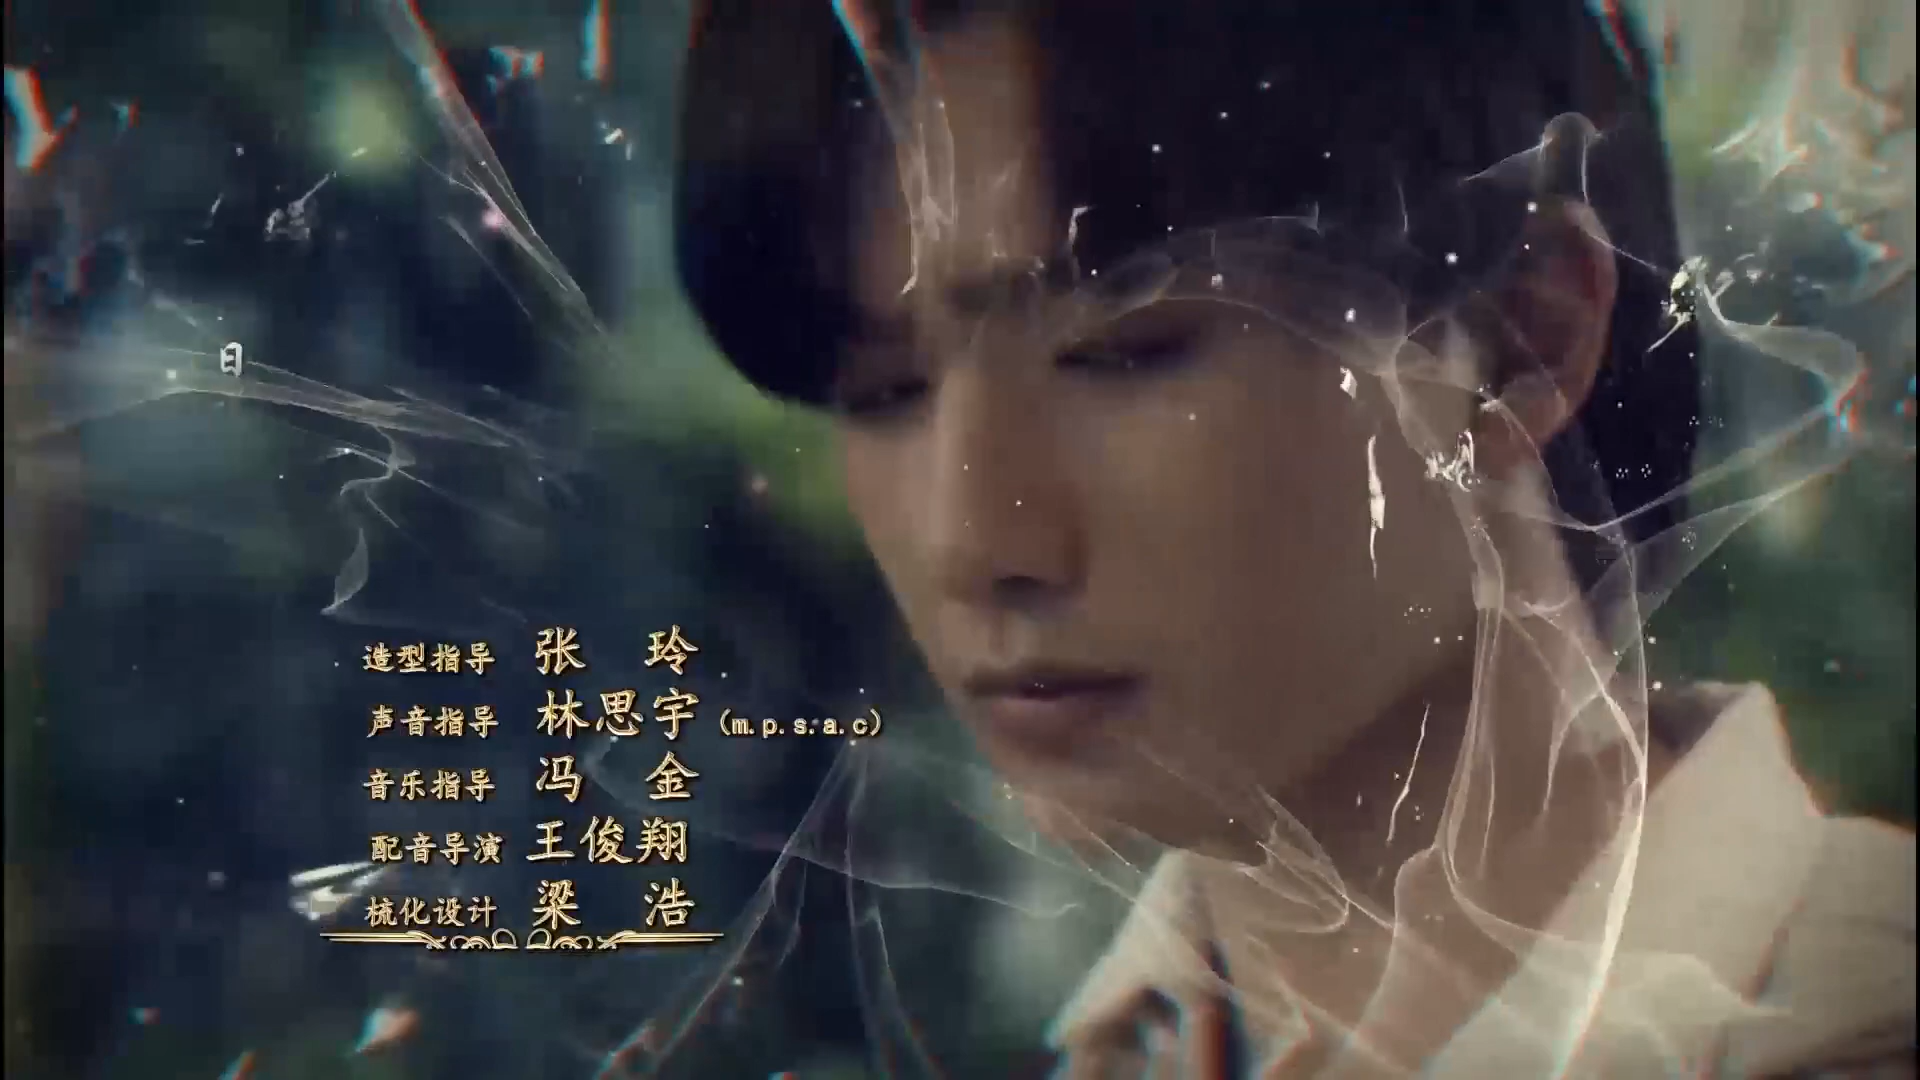 日
造型指导 张玲
声音指导 林思宇 (m.p.s.a.c)
音乐指导 冯金
配音导演 王俊翔
梳化设计 梁浩